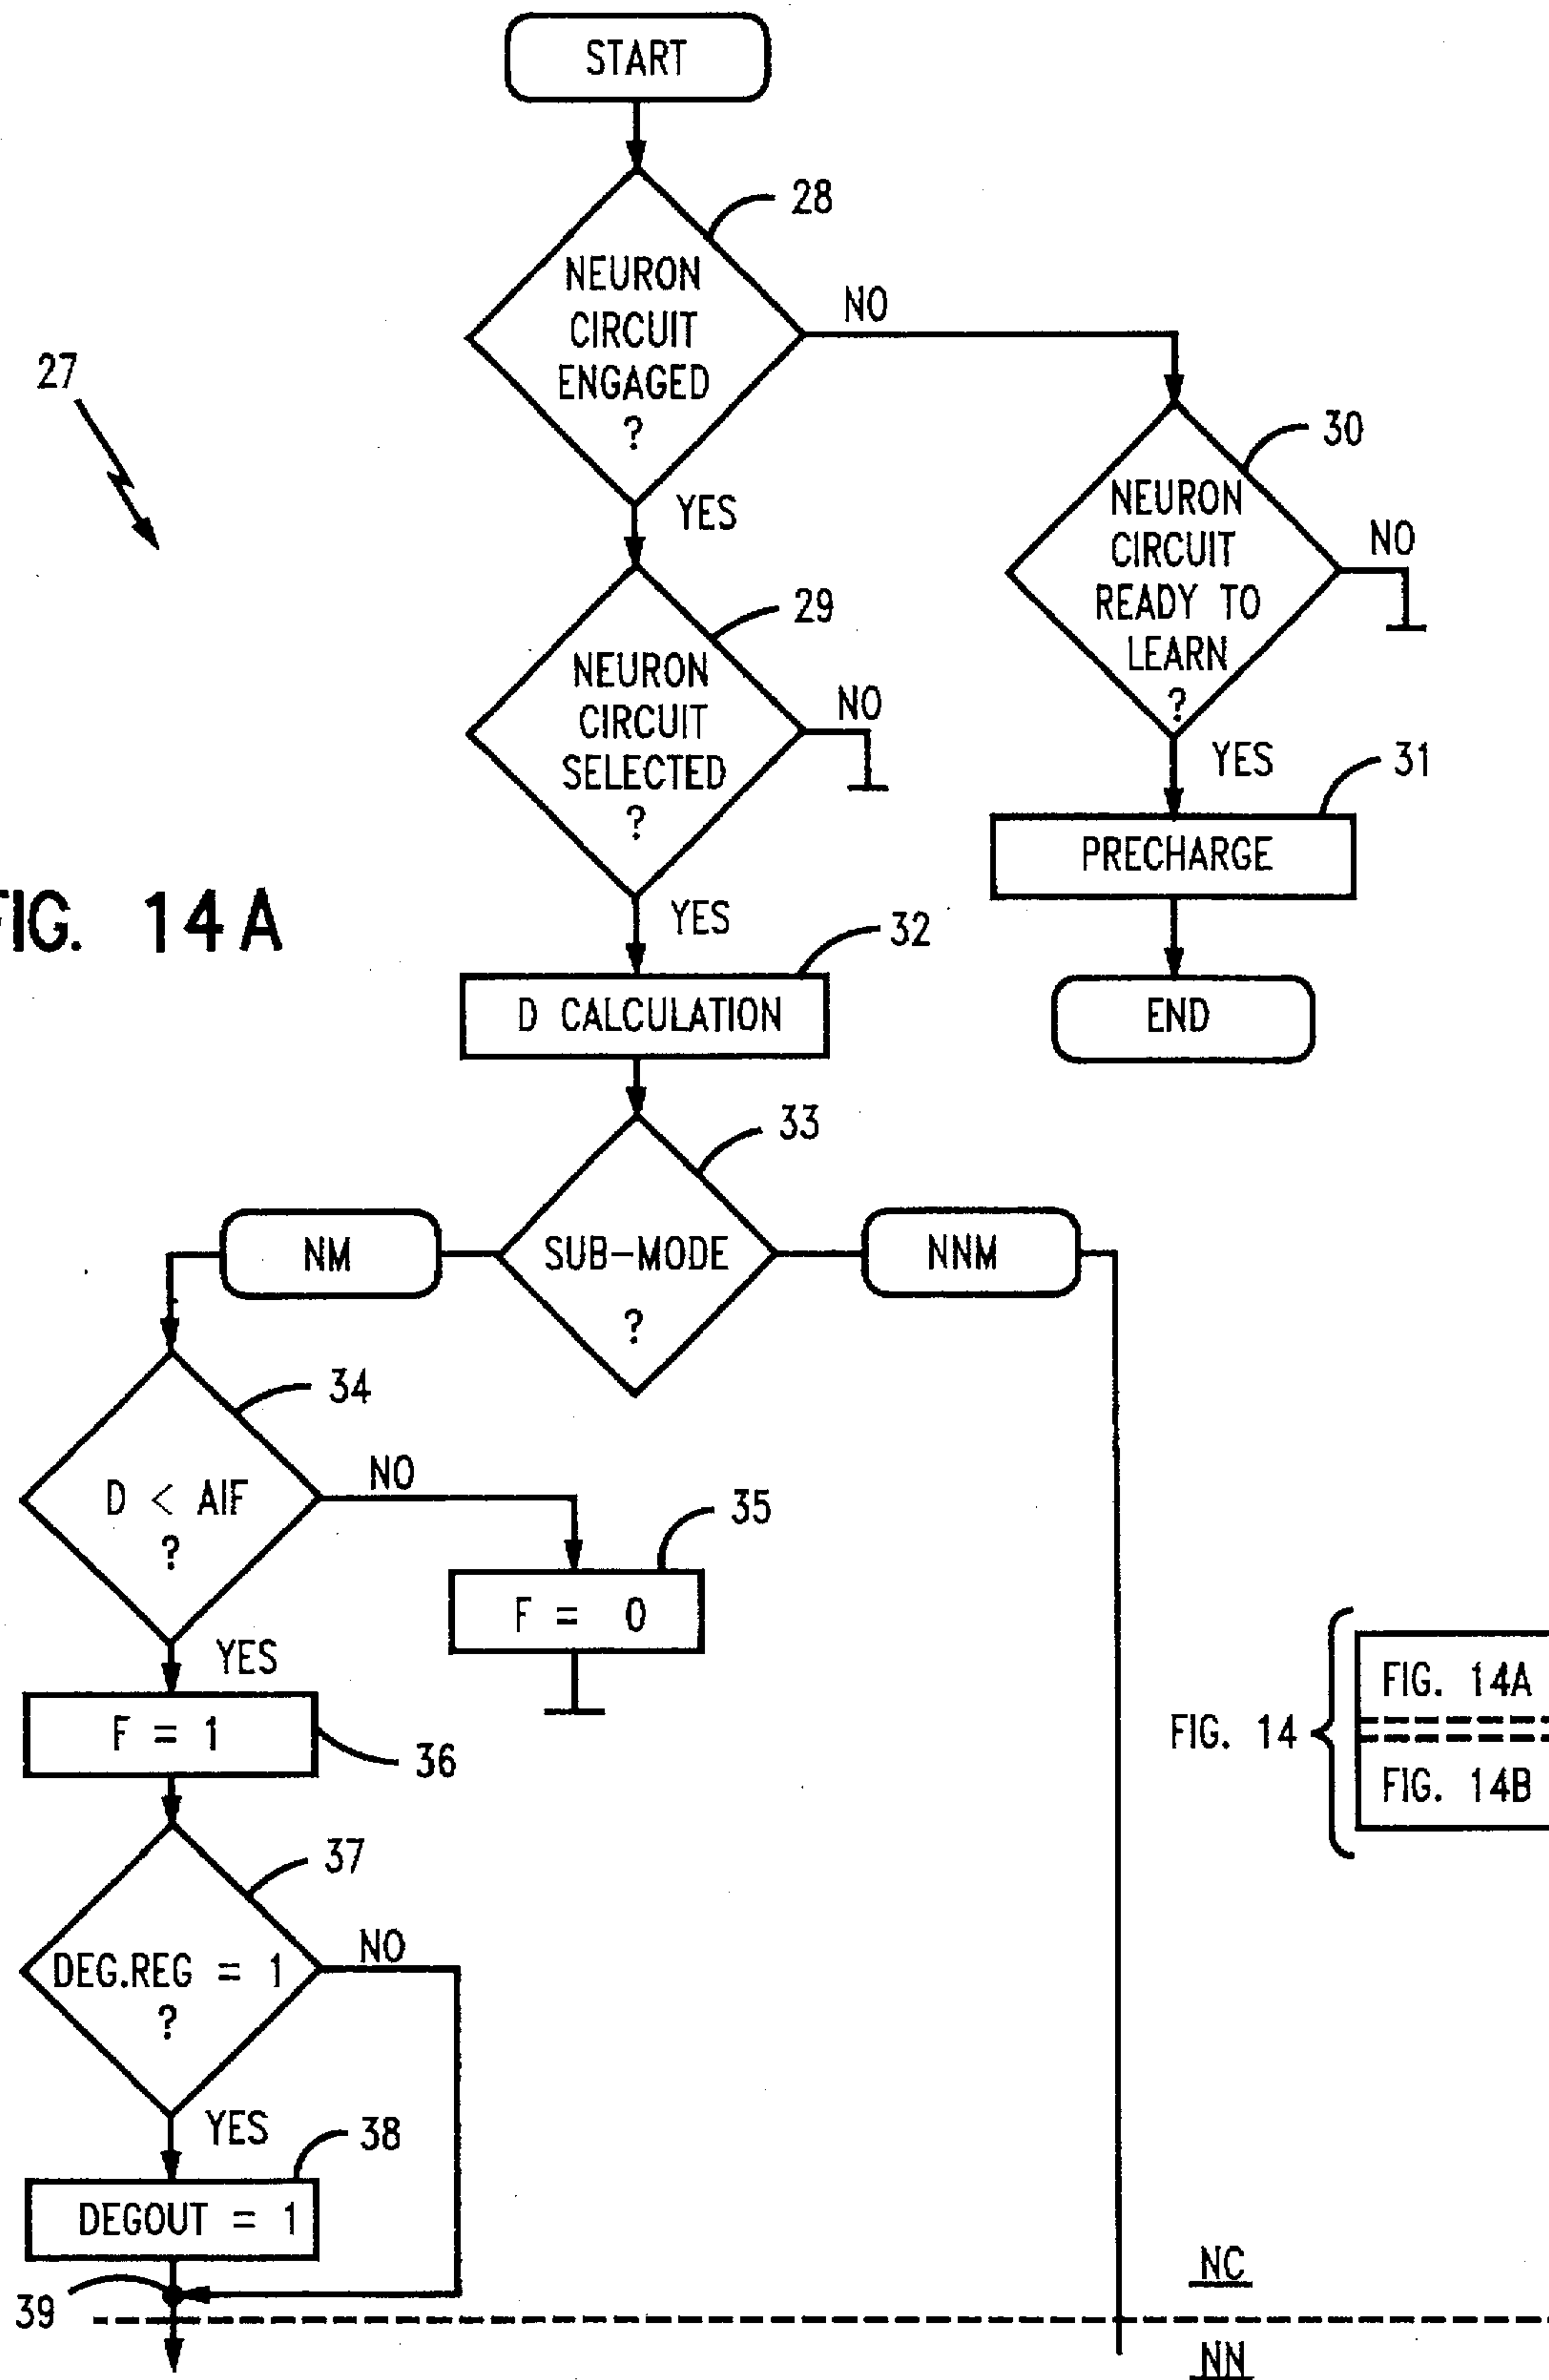 START
28
NEURON
CIRCUIT
ENGAGED
?
NO
YES
27
30
NEURON
CIRCUIT
READY TO
LEARN
?
NO
YES
29
NEURON
CIRCUIT
SELECTED
?
NO
YES
31
PRECHARGE
END
FIG. 14A
32
D CALCULATION
33
SUB-MODE
?
NM
NNM
34
D < AIF
?
NO
YES
35
F = 0
F = 1
36
FIG. 14
FIG. 14A
FIG. 14B
37
DEG.REG = 1
?
NO
YES
38
DEGOUT = 1
39
NC
NN